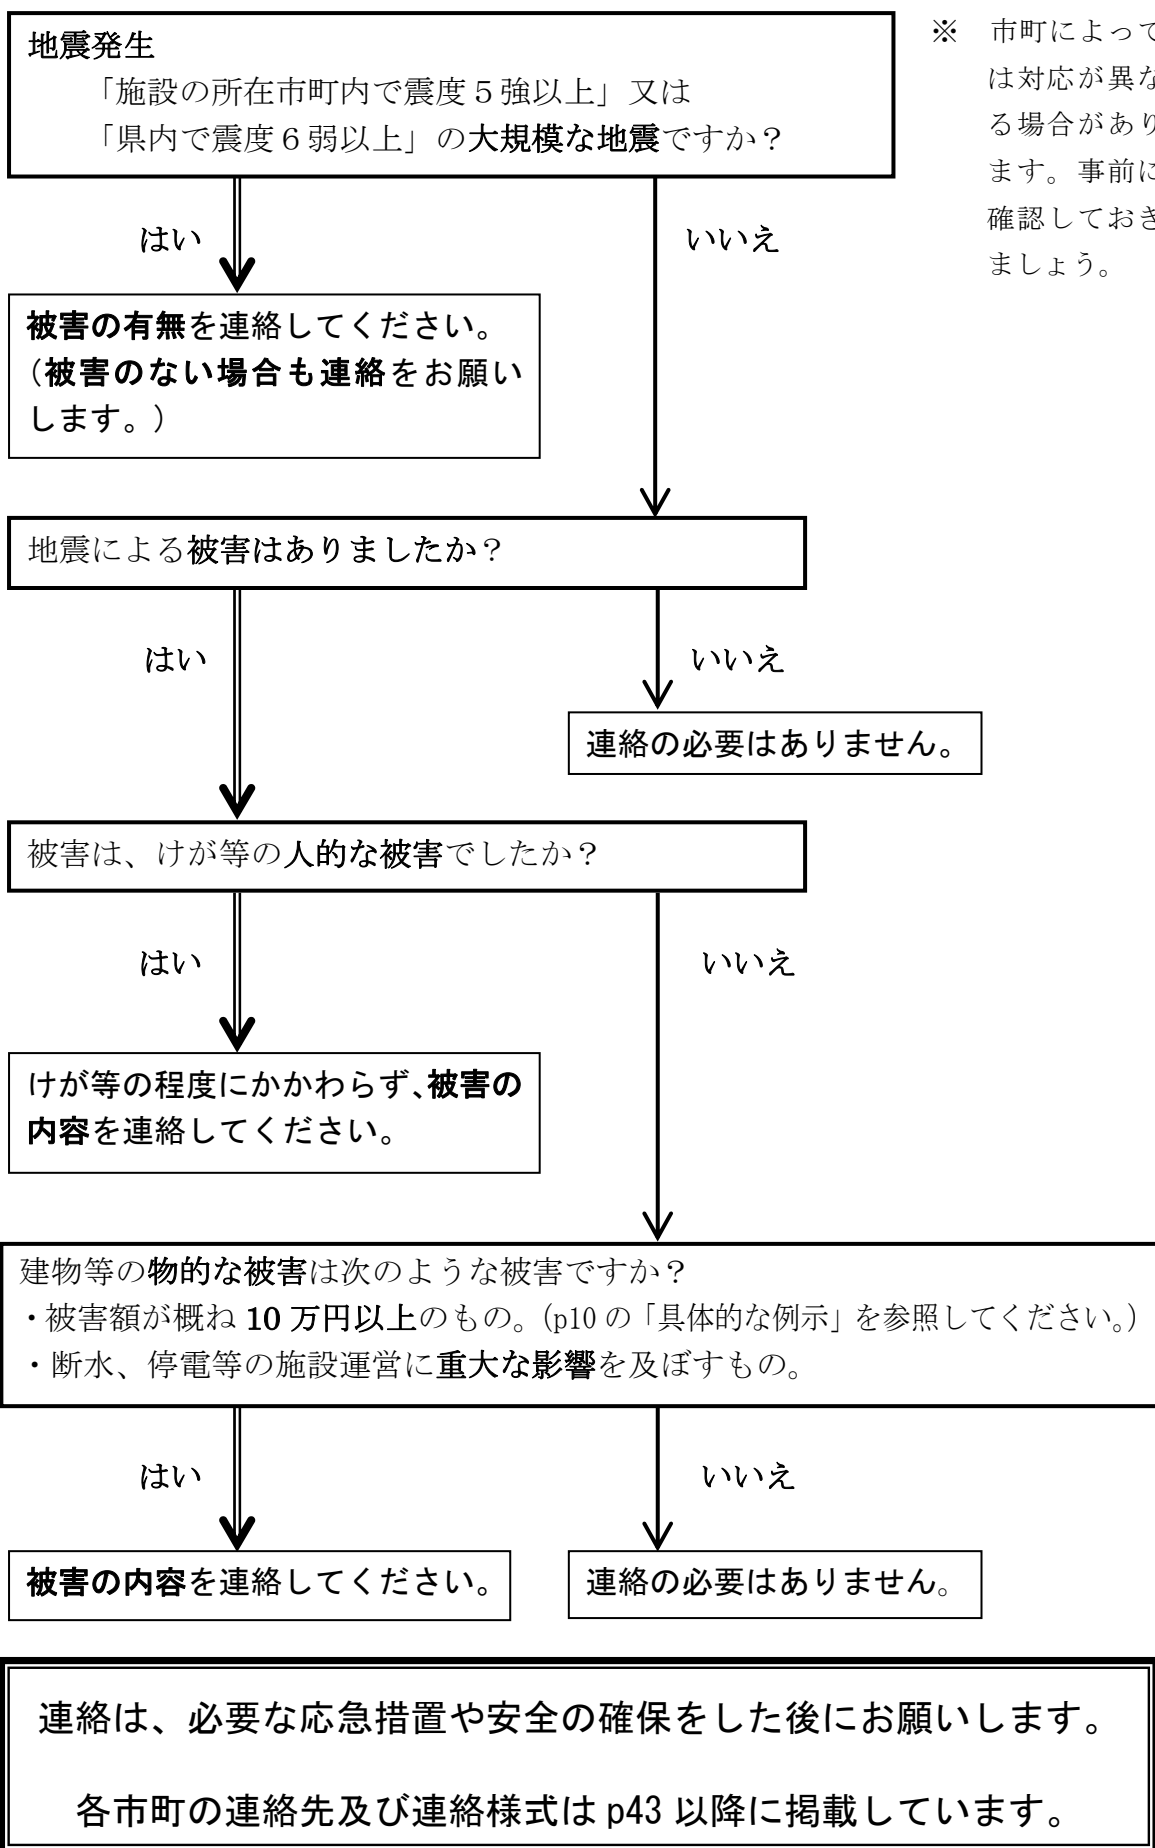 地震発生
「施設の所在市町内で震度５強以上」又は
「県内で震度６弱以上」の大規模な地震ですか？
※　市町によって
は対応が異な
る場合があり
ます。事前に
確認しておき
ましょう。
はい
いいえ
被害の有無を連絡してください。
（被害のない場合も連絡をお願い
します。）
地震による被害はありましたか？
はい
いいえ
連絡の必要はありません。
被害は、けが等の人的な被害でしたか？
はい
いいえ
けが等の程度にかかわらず、被害の
内容を連絡してください。
建物等の物的な被害は次のような被害ですか？
・被害額が概ね 10 万円以上のもの。（p10 の「具体的な例示」を参照してください。）
・断水、停電等の施設運営に重大な影響を及ぼすもの。
はい
いいえ
被害の内容を連絡してください。
連絡の必要はありません。
連絡は、必要な応急措置や安全の確保をした後にお願いします。
各市町の連絡先及び連絡様式は p43 以降に掲載しています。